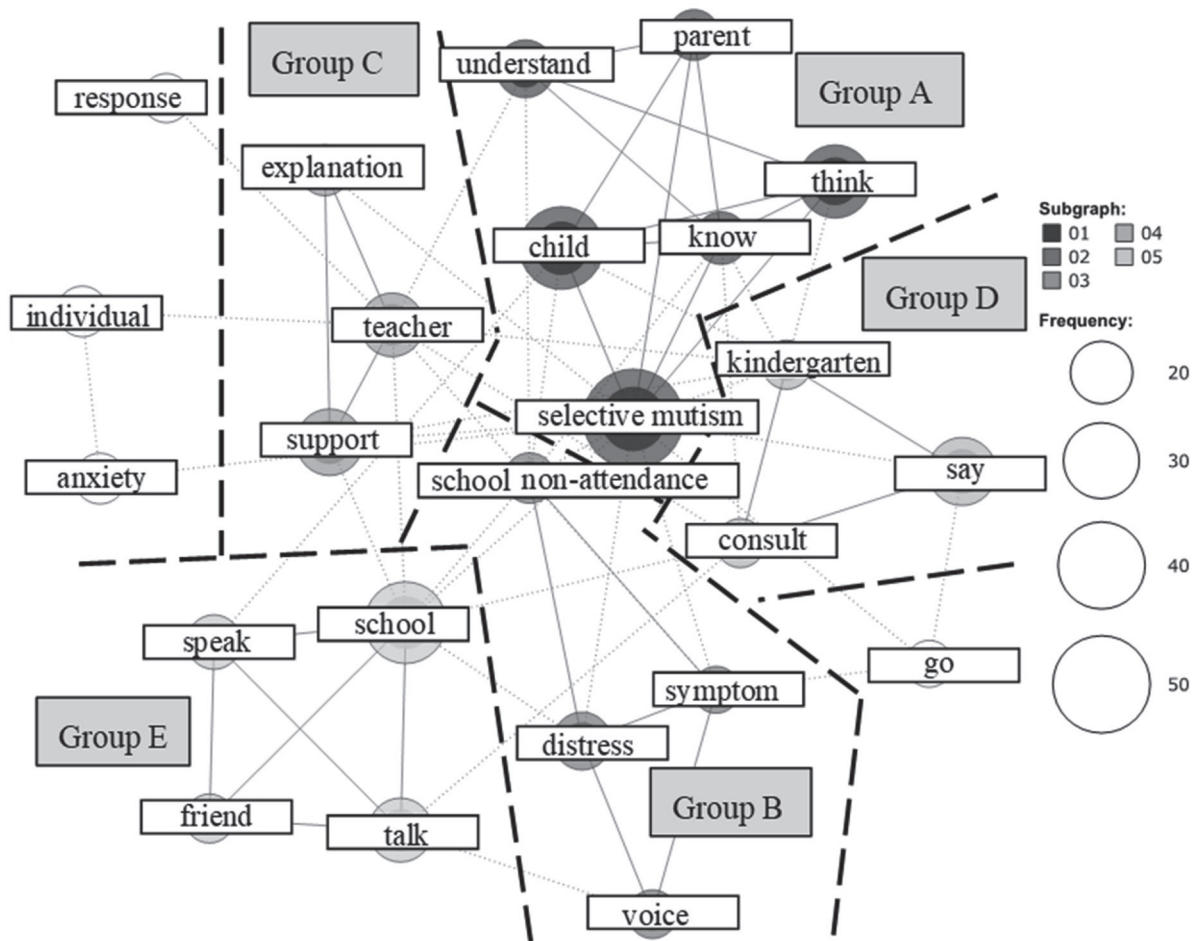 parent
Group C
understand
Group A
response
explanation
think
child
know
Subgraph:
01 04
02 05
03
individual
teacher
Group D
Frequency:
20
30
40
50
kindergarten
selective mutism
support
say
anxiety
school non-attendance
consult
school
speak
go
symptom
Group E
distress
Group B
friend
talk
voice